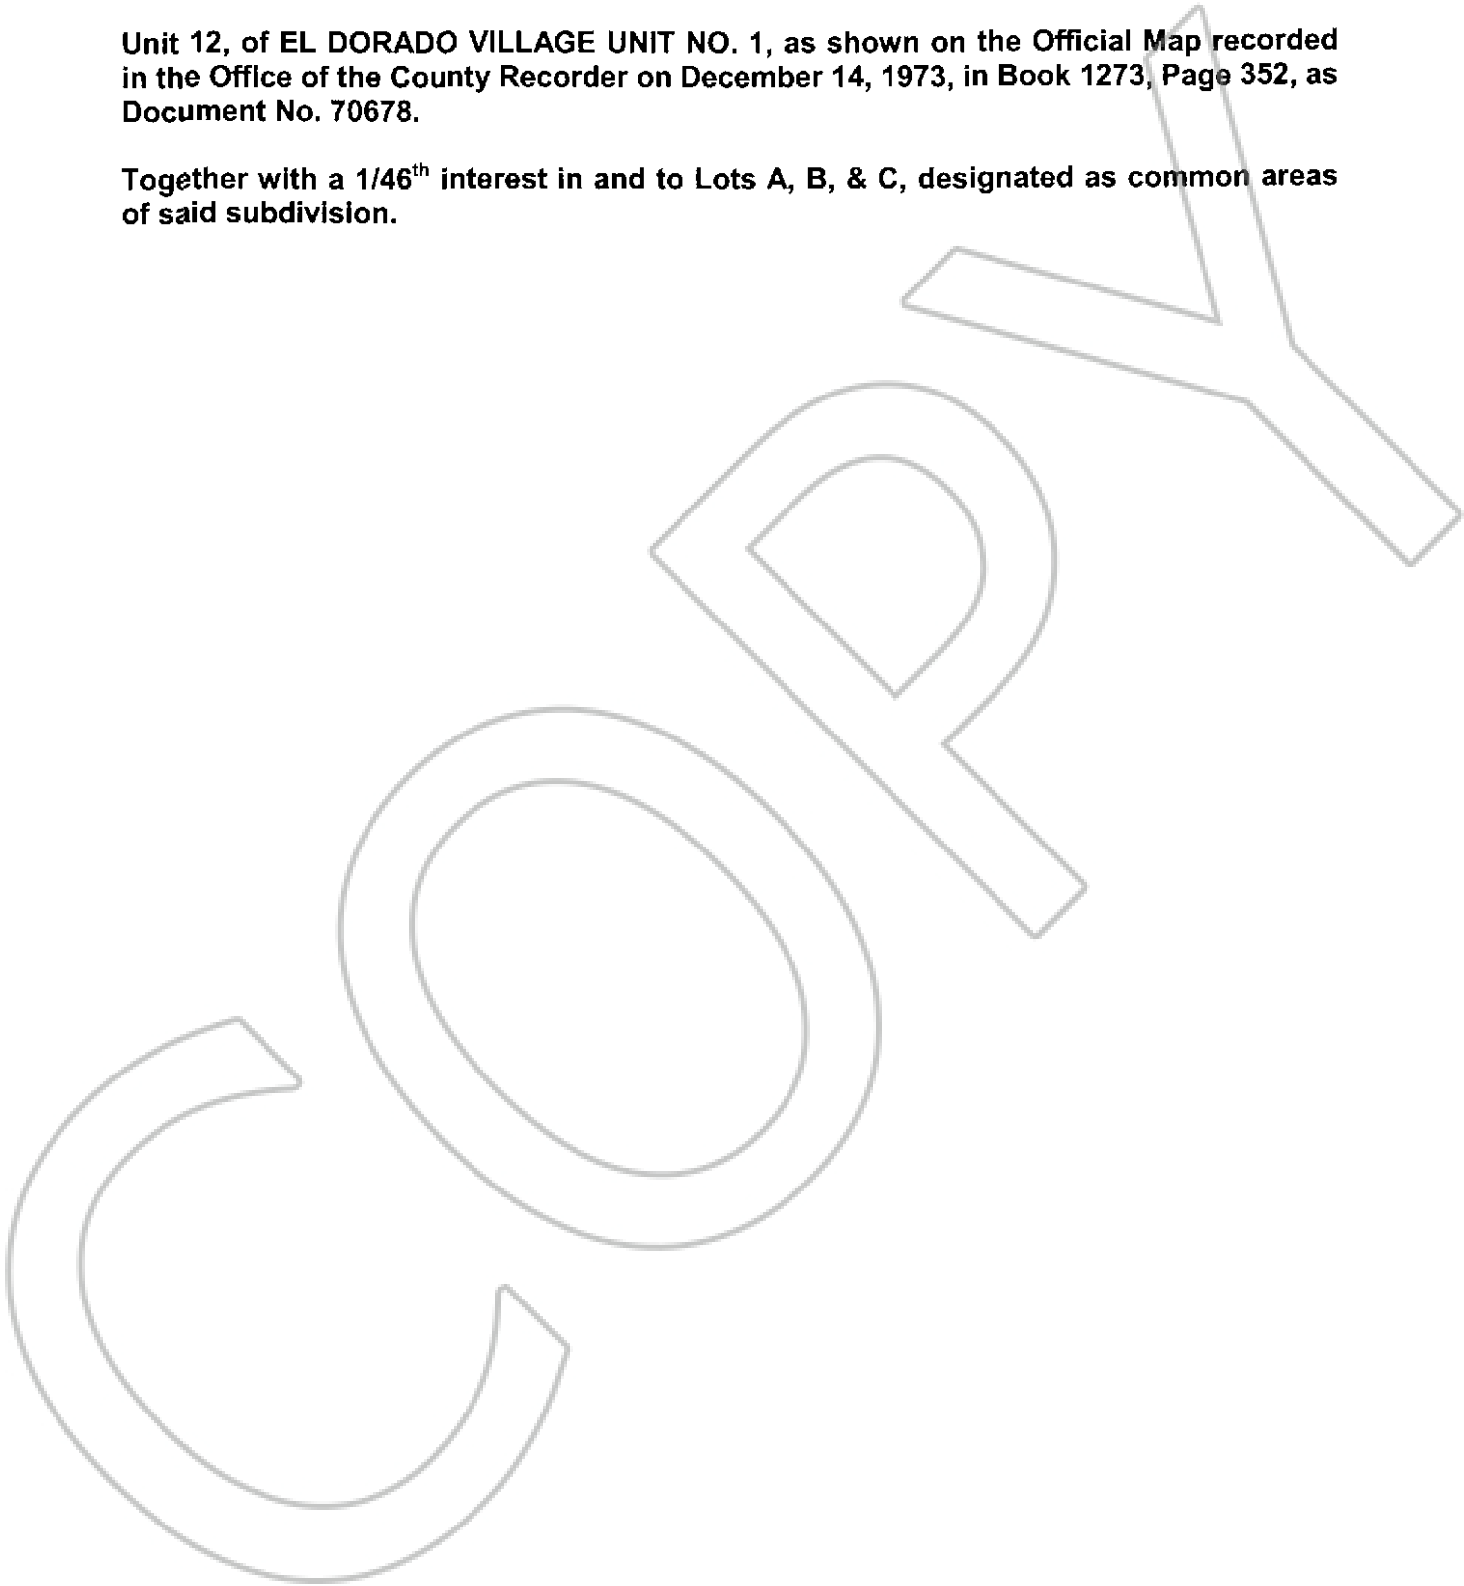 Unit 12, of EL DORADO VILLAGE UNIT NO. 1, as shown on the Official Map recorded
in the Office of the County Recorder on December 14, 1973, in Book 1273, Page 352, as
Document No. 70678.
Together with a 1/46th interest in and to Lots A, B, & C, designated as common areas
of said subdivision.
COPY